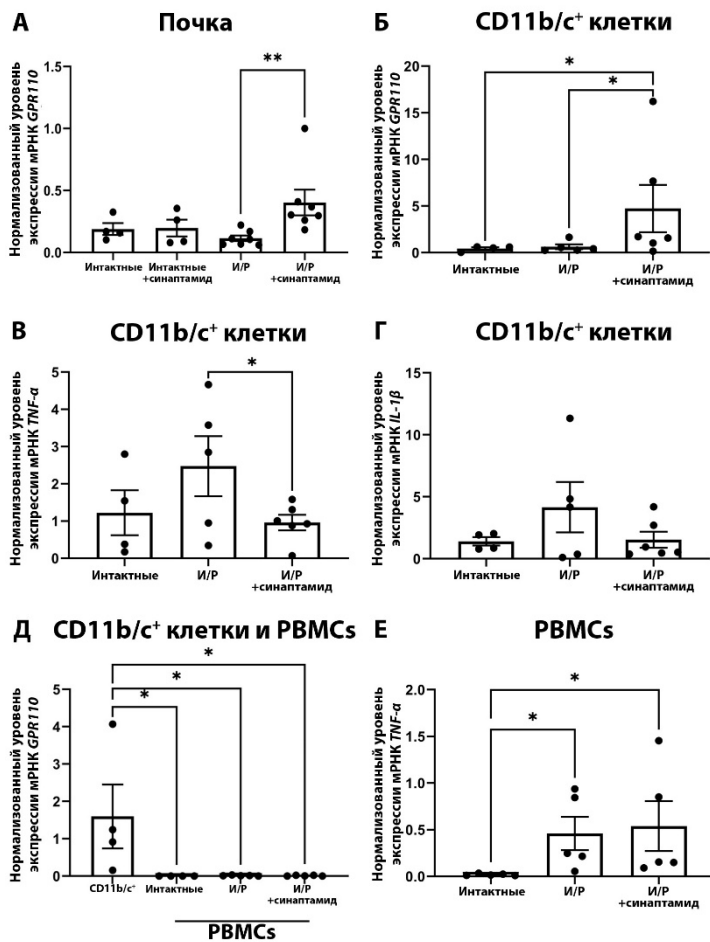 А Почка
Нормализованный уровень
экспрессии мРНК GPR110
1.5
1.0
0.5
0.0
**
Интактные
Интактные
+синаптамид
И/Р
И/Р
+синаптамид
Б CD11b/c⁺ клетки
Нормализованный уровень
экспрессии мРНК GPR110
20
15
10
5
0
*
*
Интактные
И/Р
И/Р
+синаптамид
В CD11b/c⁺ клетки
Нормализованный уровень
экспрессии мРНК TNF-α
5
4
3
2
1
0
*
Интактные
И/Р
И/Р
+синаптамид
Г CD11b/c⁺ клетки
Нормализованный уровень
экспрессии мРНК IL-1β
15
10
5
0
Интактные
И/Р
И/Р
+синаптамид
Д CD11b/c⁺ клетки и PBMCs
Нормализованный уровень
экспрессии мРНК GPR110
5
4
3
2
1
0
*
*
*
CD11b/c⁺
Интактные
И/Р
И/Р
+синаптамид
PBMCs
Е PBMCs
Нормализованный уровень
экспрессии мРНК TNF-α
2.0
1.5
1.0
0.5
0.0
*
*
Интактные
И/Р
И/Р
+синаптамид